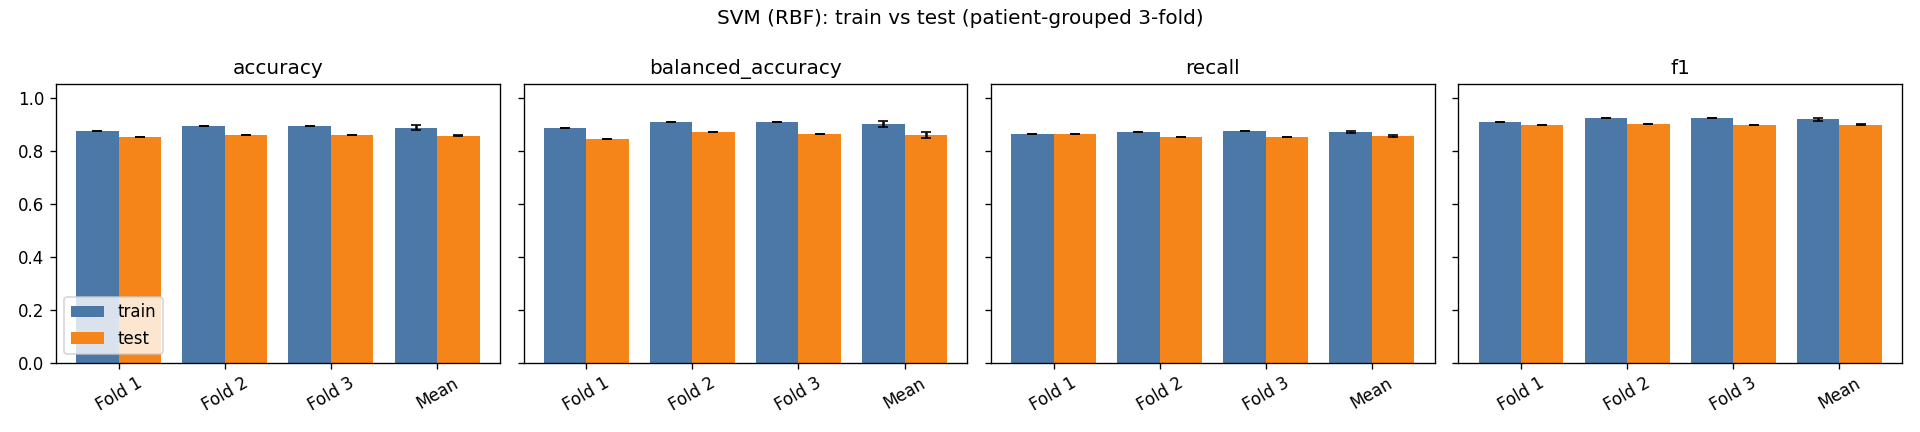 SVM (RBF): train vs test (patient-grouped 3-fold)
accuracy
balanced_accuracy
recall
f1
1.0
0.8
0.6
0.4
0.2
0.0
train
test
Fold 1
Fold 2
Fold 3
Mean
Fold 1
Fold 2
Fold 3
Mean
Fold 1
Fold 2
Fold 3
Mean
Fold 1
Fold 2
Fold 3
Mean